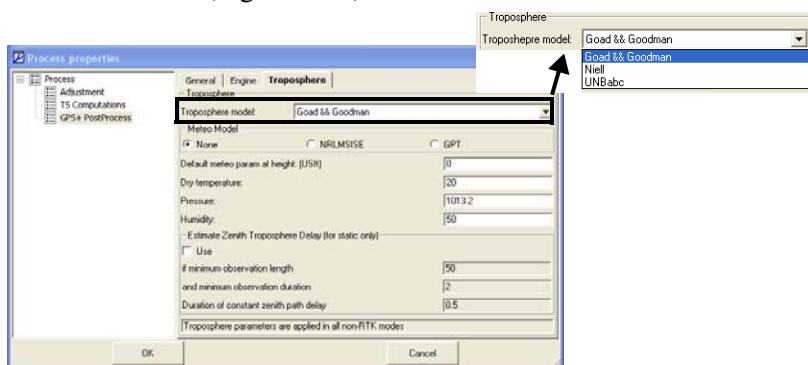 Troposphere
Troposhepre model:
Goad && Goodman
Goad && Goodman
Niell
UNBabc
Process properties
Process
Adjustment
TS Computations
GPS+ PostProcess
General
Engine
Troposphere
Troposphere
Troposphere model:
Goad && Goodman
Meteo Model
None
NRLMSISE
GPT
Default meteo param at height: (USft)
0
Dry temperature:
20
Pressure:
1013.2
Humidity:
50
Estimate Zenith Troposphere Delay (for static only)
Use
if minimum observation length
50
and minimum observation duration
2
Duration of constant zenith path delay
0.5
Troposphere parameters are applied in all non-RTK modes
OK
Cancel